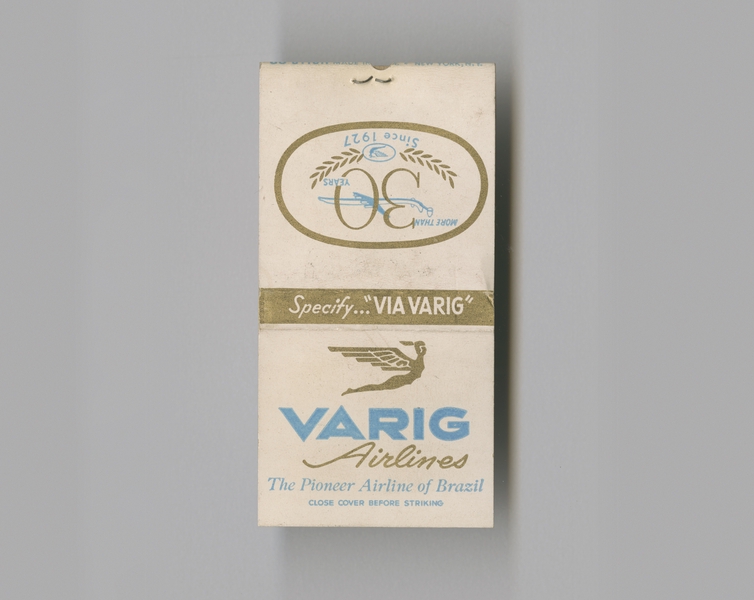 MORE THAN
30
YEARS
Since 1927
Specify..."VIA VARIG"
VARIG
Airlines
The Pioneer Airline of Brazil
CLOSE COVER BEFORE STRIKING